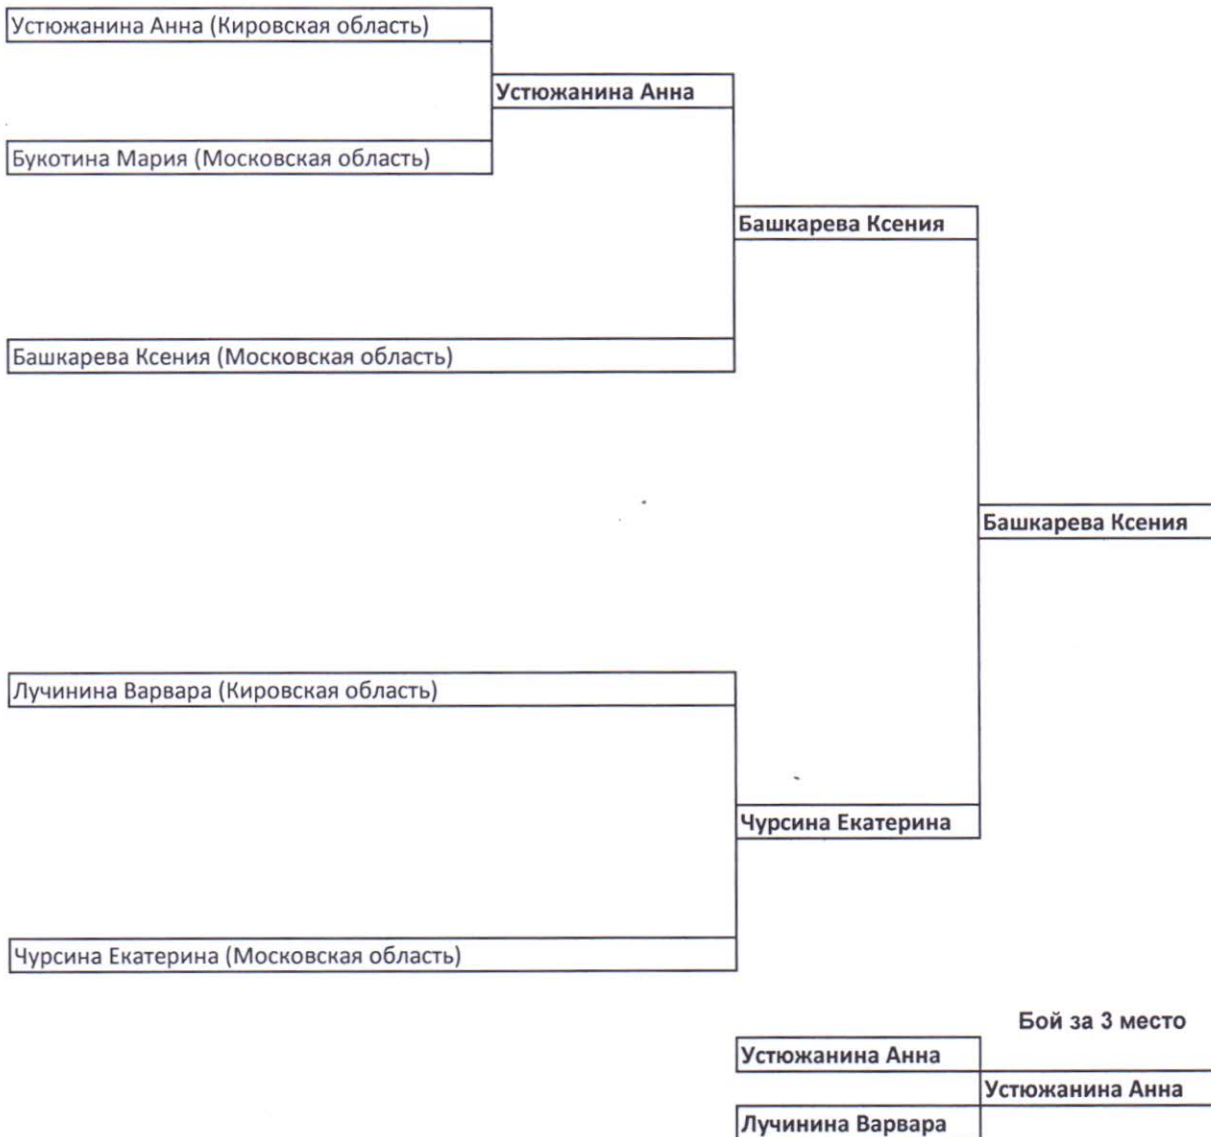 Устюжанина Анна (Кировская область)
Устюжанина Анна
Букотина Мария (Московская область)
Башкарева Ксения
Башкарева Ксения (Московская область)
Башкарева Ксения
Лучинина Варвара (Кировская область)
Чурсина Екатерина
Чурсина Екатерина (Московская область)
Бой за 3 место
Устюжанина Анна
Устюжанина Анна
Лучинина Варвара